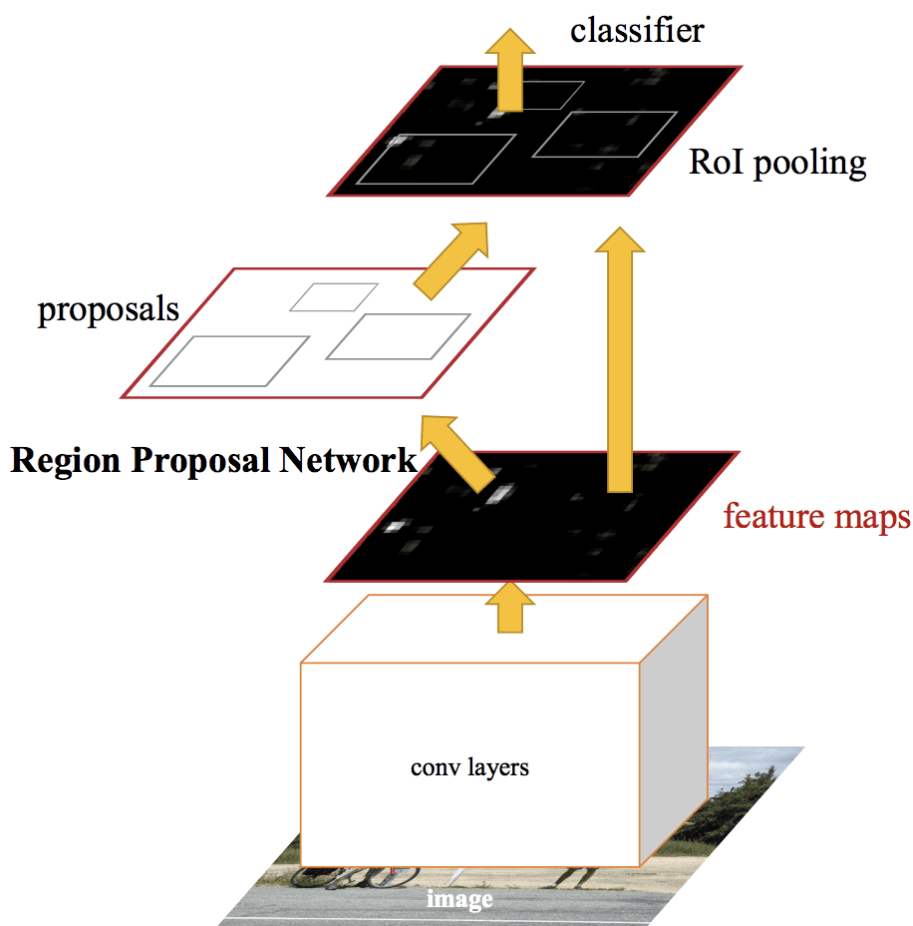 classifier
RoI pooling
proposals
Region Proposal Network
feature maps
conv layers
image